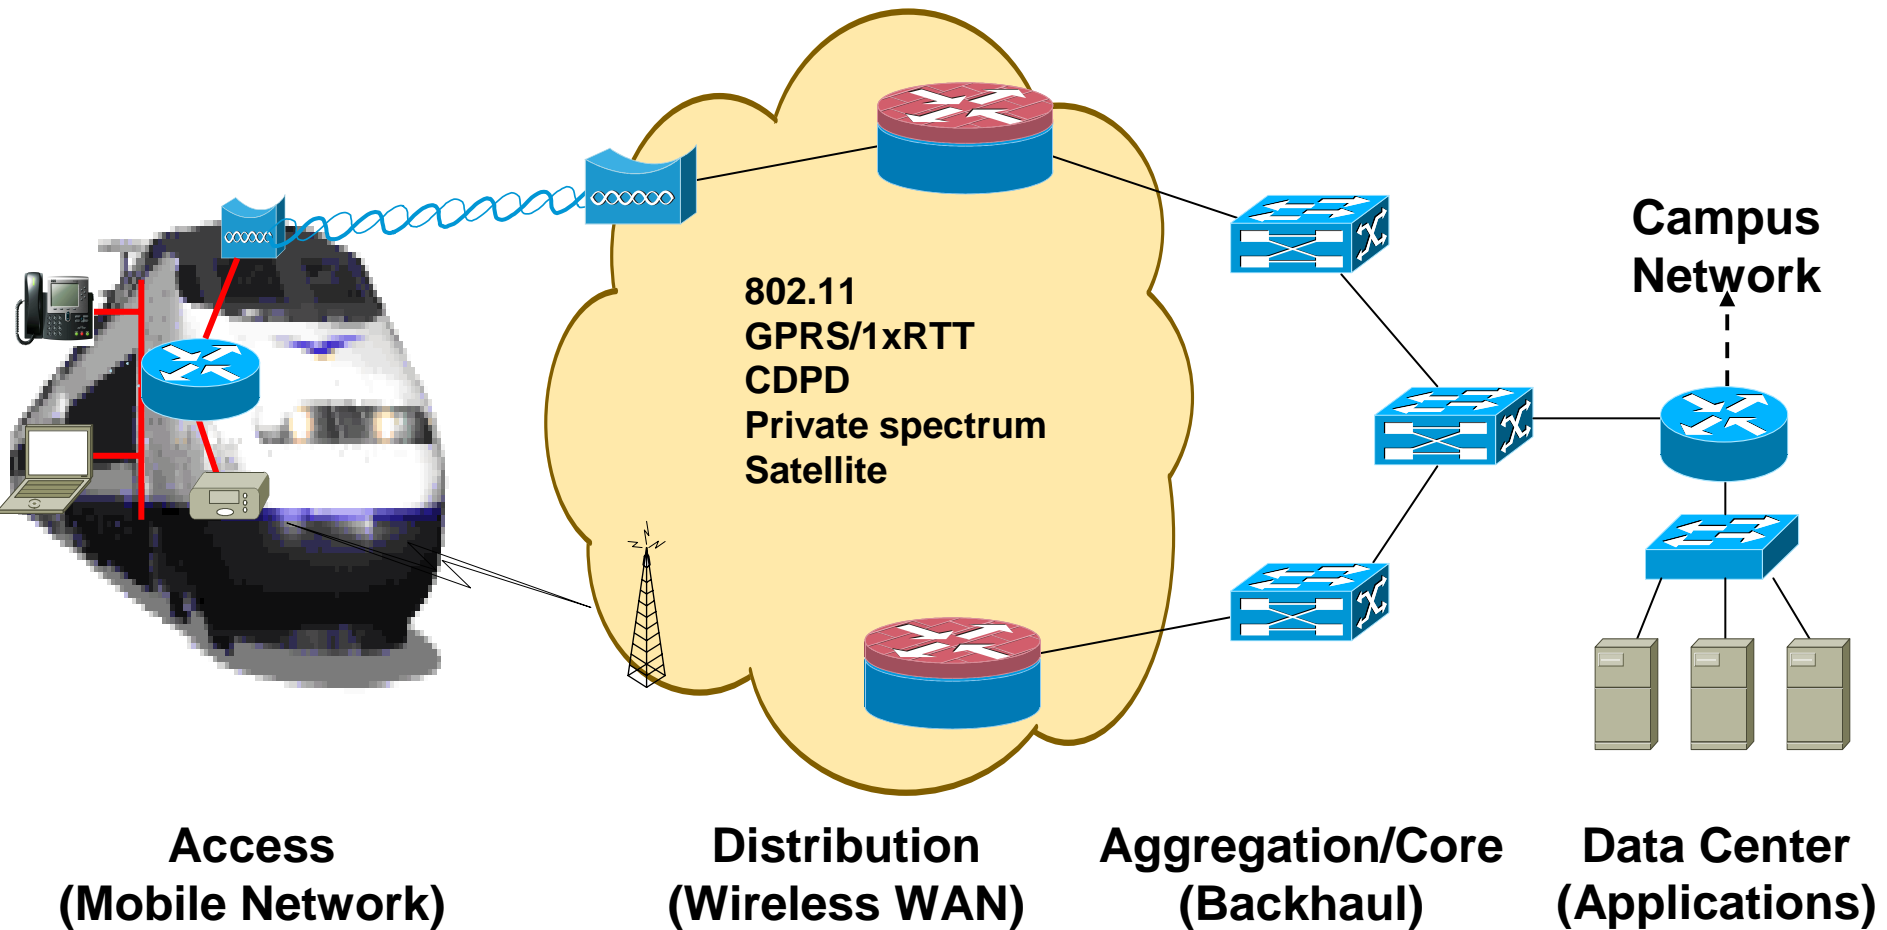 802.11
GPRS/1xRTT
CDPD
Private spectrum
Satellite
Campus
Network
Access
(Mobile Network)
Distribution
(Wireless WAN)
Aggregation/Core
(Backhaul)
Data Center
(Applications)